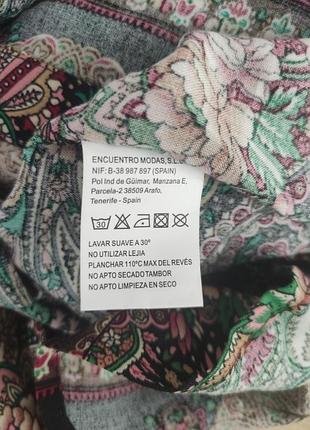 ENCUENTRO MODAS, S.L.
NIF: B-38 987 897 (SPAIN)
Pol Ind de Güimar, Manzana E,
Parcela-2 38509 Arafo,
Tenerife - Spain
30
LAVAR SUAVE A 30º
NO UTILIZAR LEJIA
PLANCHAR 110ºC MAX DEL REVÉS
NO APTO SECADO TAMBOR
NO APTO LIMPIEZA EN SECO